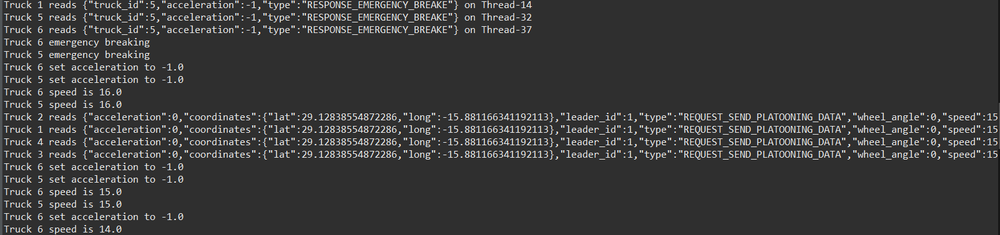 Truck 1 reads {"truck_id":5,"acceleration":-1,"type":"RESPONSE_EMERGENCY_BREAKE"} on Thread-14
Truck 5 reads {"truck_id":5,"acceleration":-1,"type":"RESPONSE_EMERGENCY_BREAKE"} on Thread-32
Truck 6 reads {"truck_id":5,"acceleration":-1,"type":"RESPONSE_EMERGENCY_BREAKE"} on Thread-37
Truck 6 emergency breaking
Truck 5 emergency breaking
Truck 6 set acceleration to -1.0
Truck 5 set acceleration to -1.0
Truck 6 speed is 16.0
Truck 5 speed is 16.0
Truck 2 reads {"acceleration":0,"coordinates":{"lat":29.12838554872286,"long":-15.881166341192113},"leader_id":1,"type":"REQUEST_SEND_PLATOONING_DATA","wheel_angle":0,"speed":15
Truck 1 reads {"acceleration":0,"coordinates":{"lat":29.12838554872286,"long":-15.881166341192113},"leader_id":1,"type":"REQUEST_SEND_PLATOONING_DATA","wheel_angle":0,"speed":15
Truck 4 reads {"acceleration":0,"coordinates":{"lat":29.12838554872286,"long":-15.881166341192113},"leader_id":1,"type":"REQUEST_SEND_PLATOONING_DATA","wheel_angle":0,"speed":15
Truck 3 reads {"acceleration":0,"coordinates":{"lat":29.12838554872286,"long":-15.881166341192113},"leader_id":1,"type":"REQUEST_SEND_PLATOONING_DATA","wheel_angle":0,"speed":15
Truck 6 set acceleration to -1.0
Truck 5 set acceleration to -1.0
Truck 6 speed is 15.0
Truck 5 speed is 15.0
Truck 6 set acceleration to -1.0
Truck 6 speed is 14.0